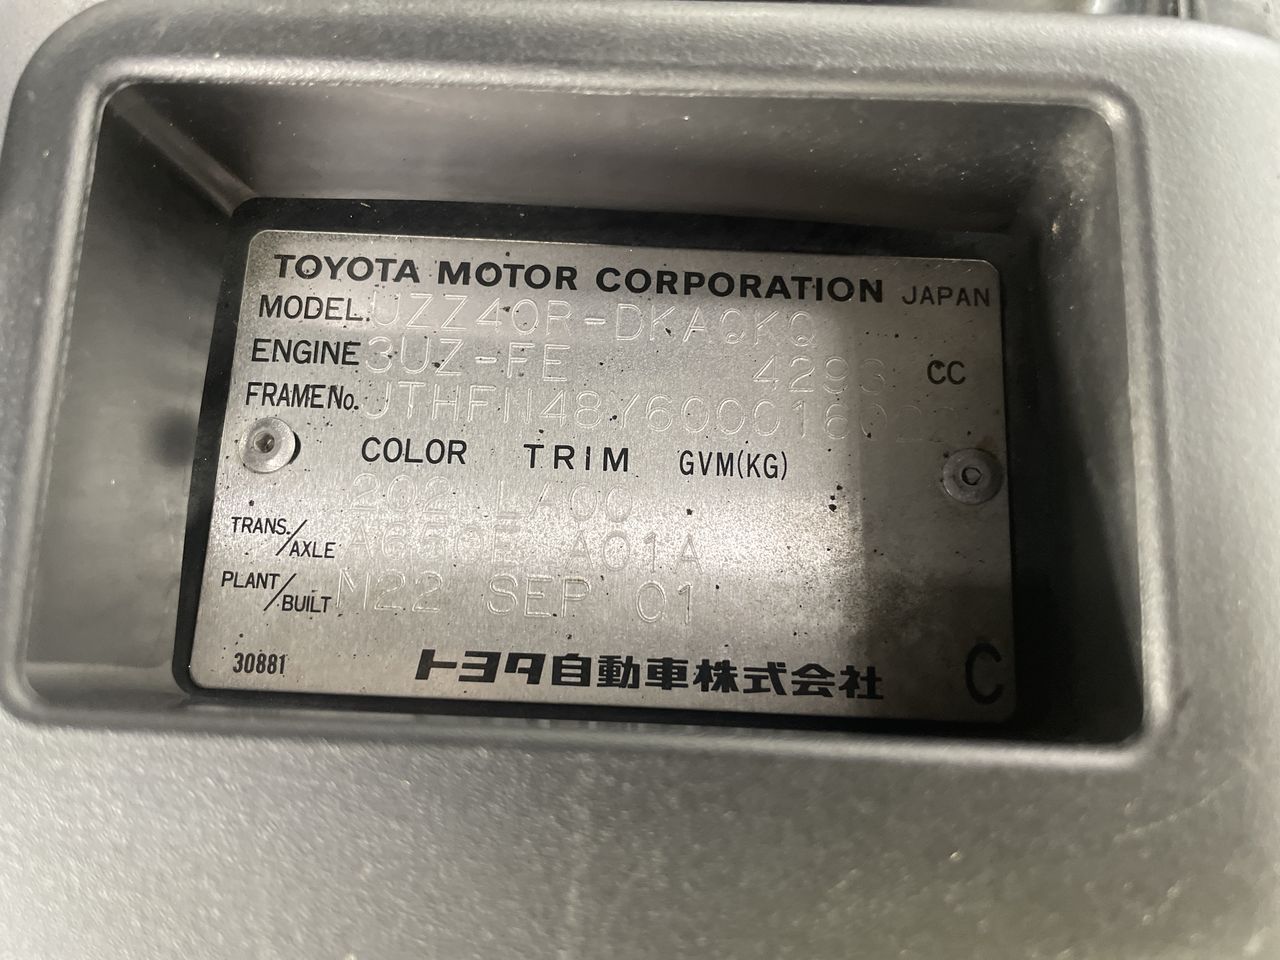 TOYOTA MOTOR CORPORATION JAPAN
MODEL. UZZ40R-DKAQKQ
ENGINE 3UZ-FE 4293 CC
FRAME No.
COLOR TRIM GVM(KG)
202 LA00
TRANS./AXLE A650E A01A
PLANT/BUILT M22 SEP 01
30881 トヨタ自動車株式会社 C